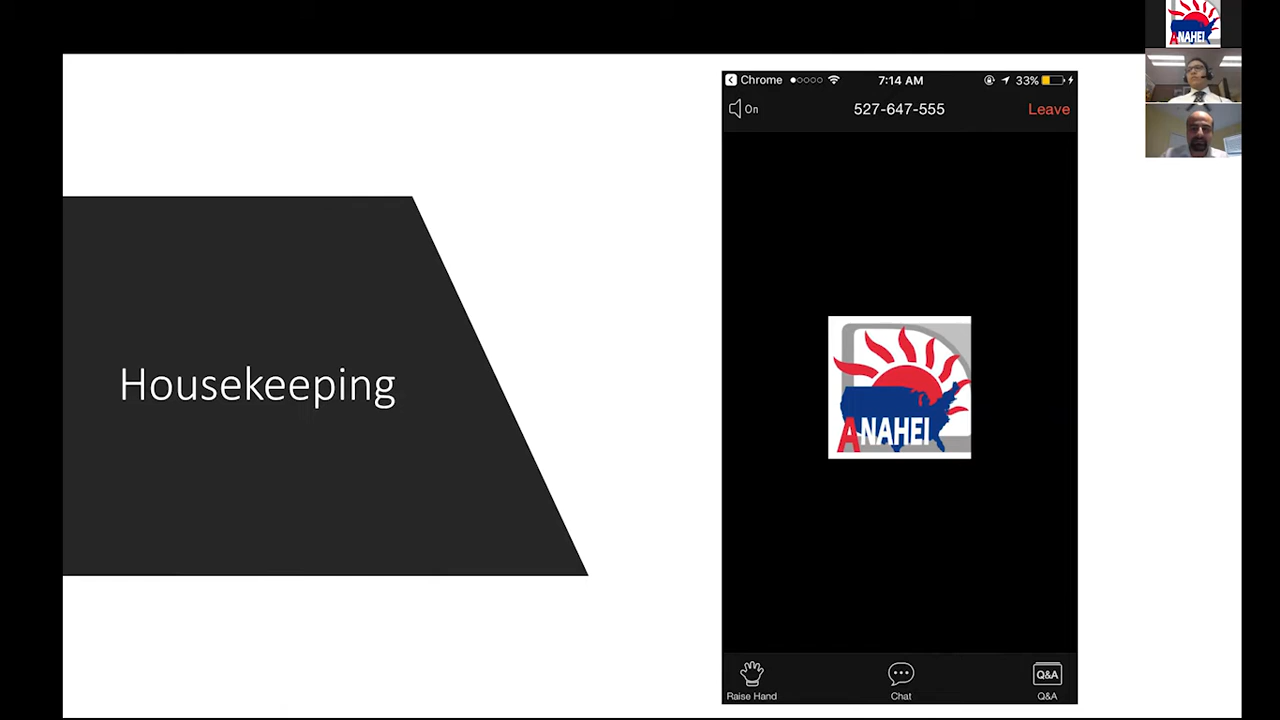 ANAHEI
Chrome 7:14 AM 33%
On 527-647-555 Leave
Housekeeping
ANAHEI
Q&A
Raise Hand Chat Q&A